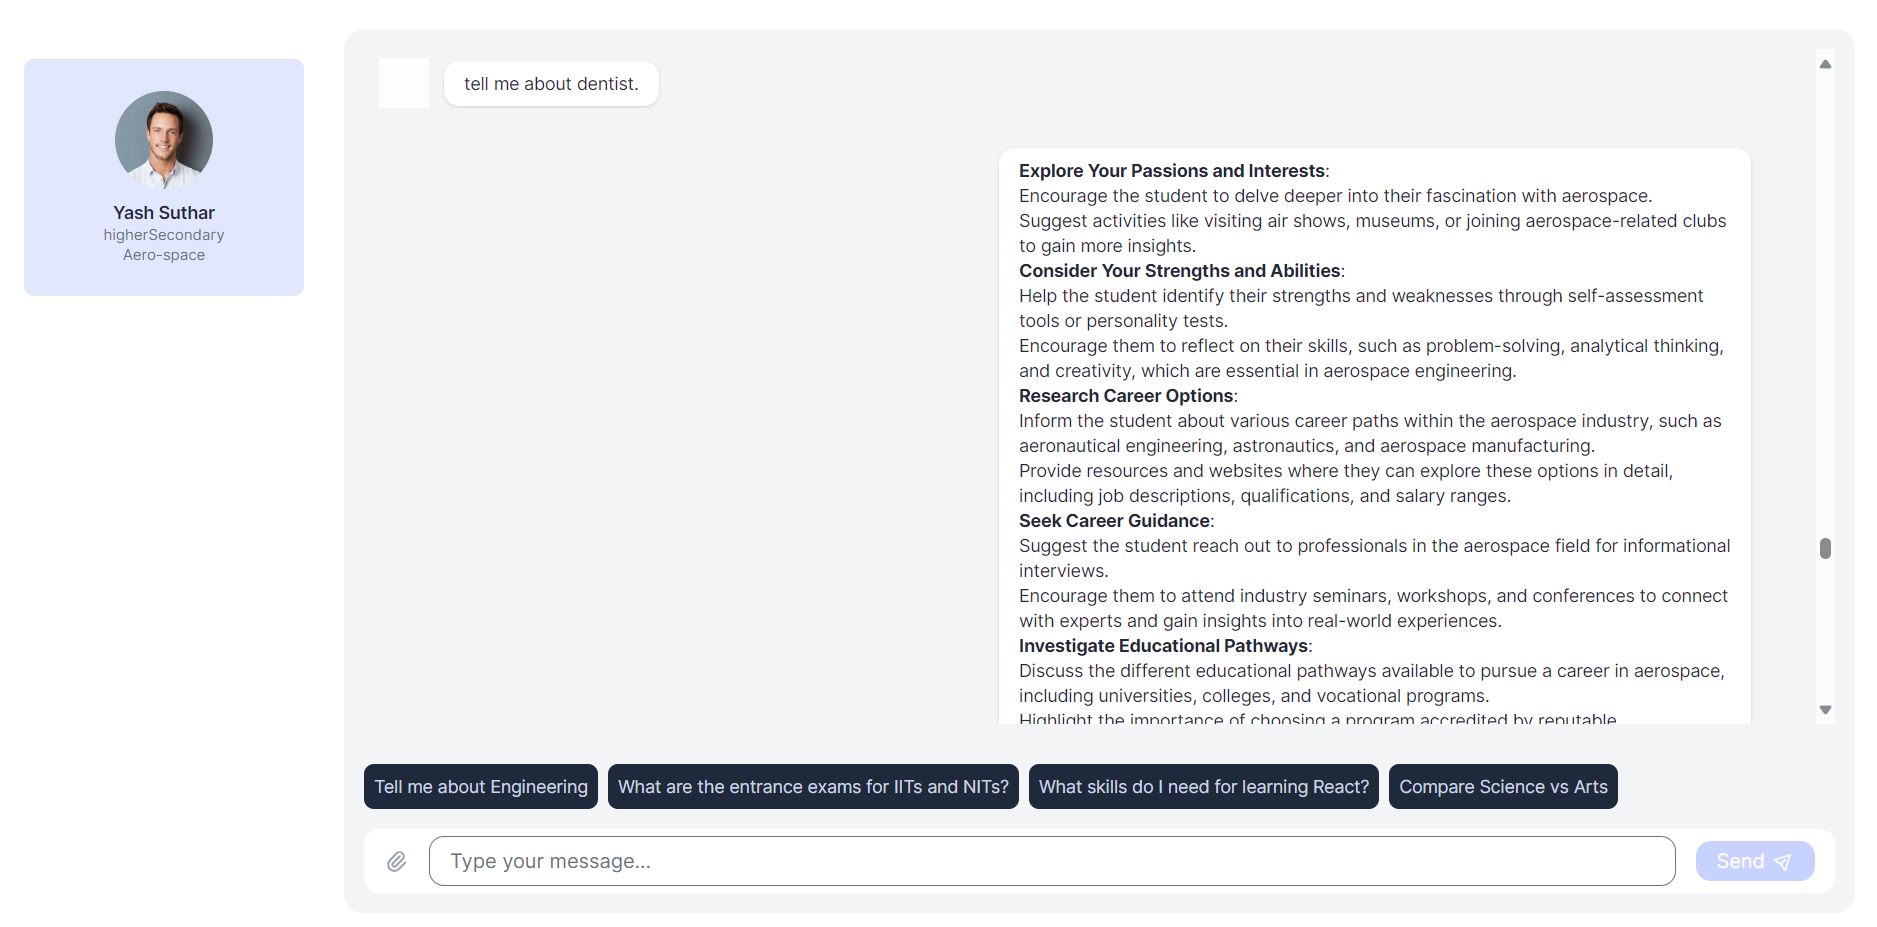 Yash Suthar
higherSecondary
Aero-space
tell me about dentist.
Explore Your Passions and Interests:
Encourage the student to delve deeper into their fascination with aerospace.
Suggest activities like visiting air shows, museums, or joining aerospace-related clubs
to gain more insights.
Consider Your Strengths and Abilities:
Help the student identify their strengths and weaknesses through self-assessment
tools or personality tests.
Encourage them to reflect on their skills, such as problem-solving, analytical thinking,
and creativity, which are essential in aerospace engineering.
Research Career Options:
Inform the student about various career paths within the aerospace industry, such as
aeronautical engineering, astronautics, and aerospace manufacturing.
Provide resources and websites where they can explore these options in detail,
including job descriptions, qualifications, and salary ranges.
Seek Career Guidance:
Suggest the student reach out to professionals in the aerospace field for informational
interviews.
Encourage them to attend industry seminars, workshops, and conferences to connect
with experts and gain insights into real-world experiences.
Investigate Educational Pathways:
Discuss the different educational pathways available to pursue a career in aerospace,
including universities, colleges, and vocational programs.
Highlight the importance of choosing a program accredited by reputable
Tell me about Engineering
What are the entrance exams for IITs and NITs?
What skills do I need for learning React?
Compare Science vs Arts
Type your message...
Send